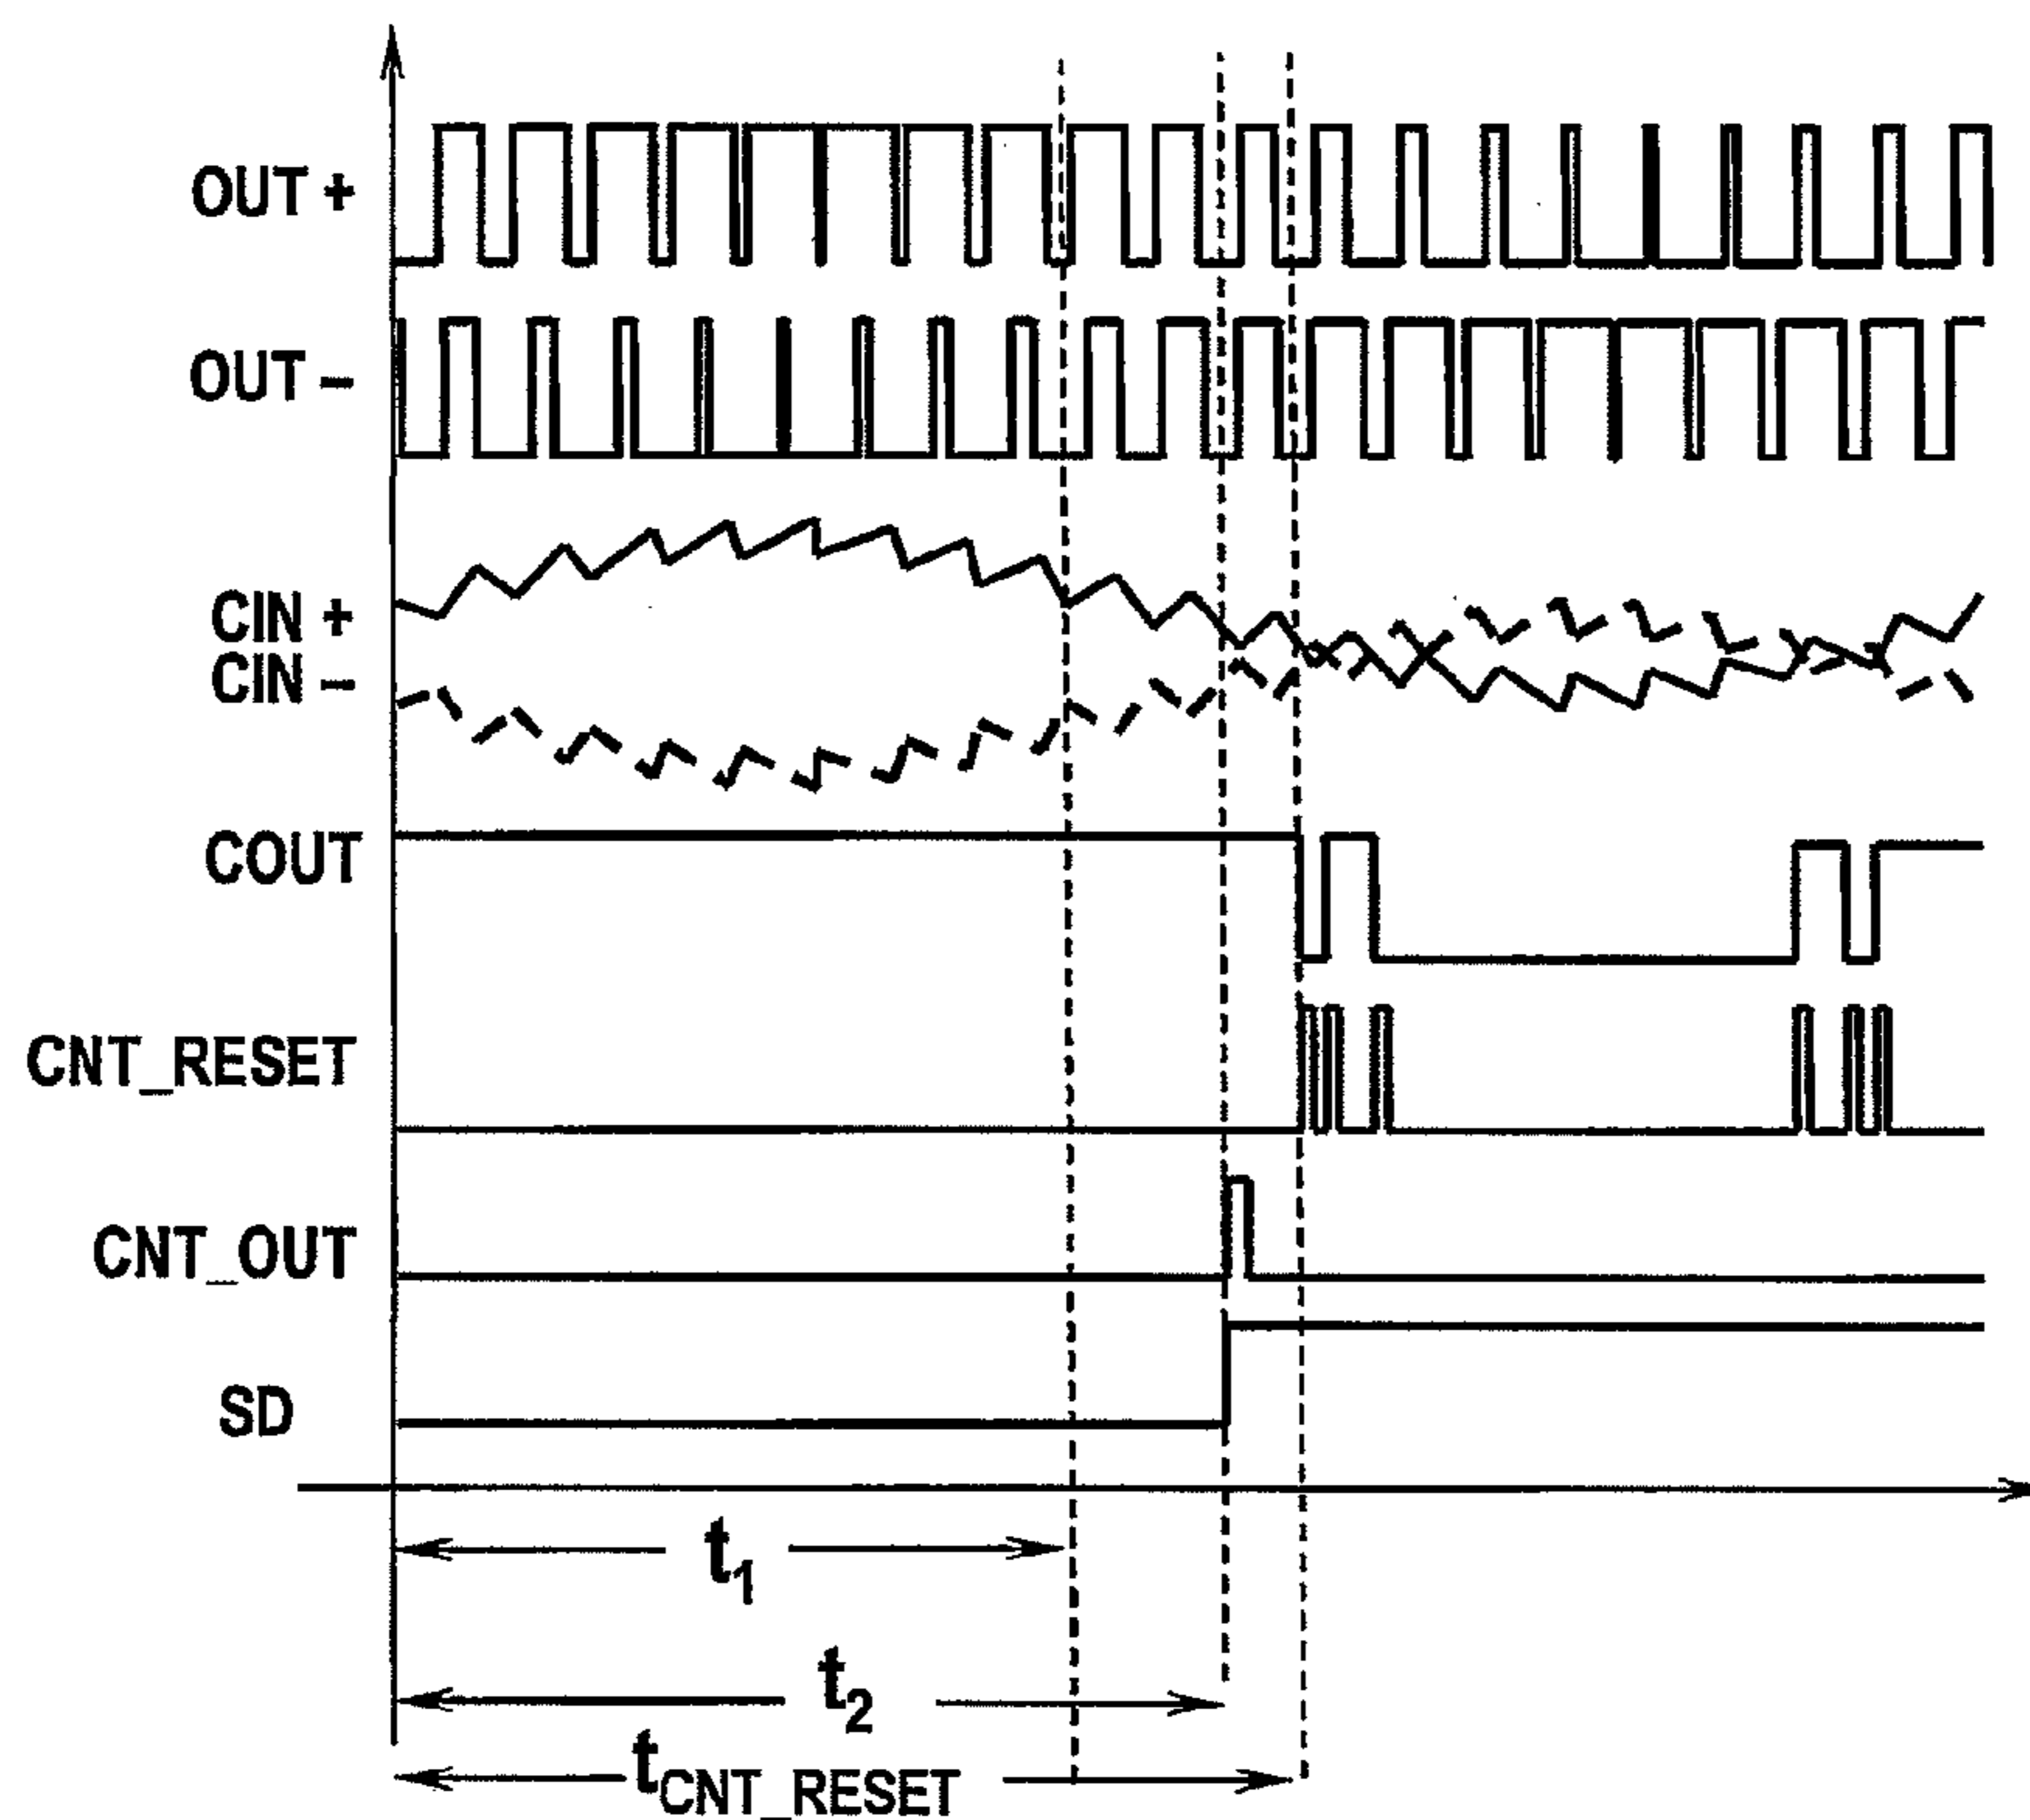 OUT +
OUT −
CIN +
CIN −
COUT
CNT_RESET
CNT_OUT
SD
t1
t2
tCNT_RESET